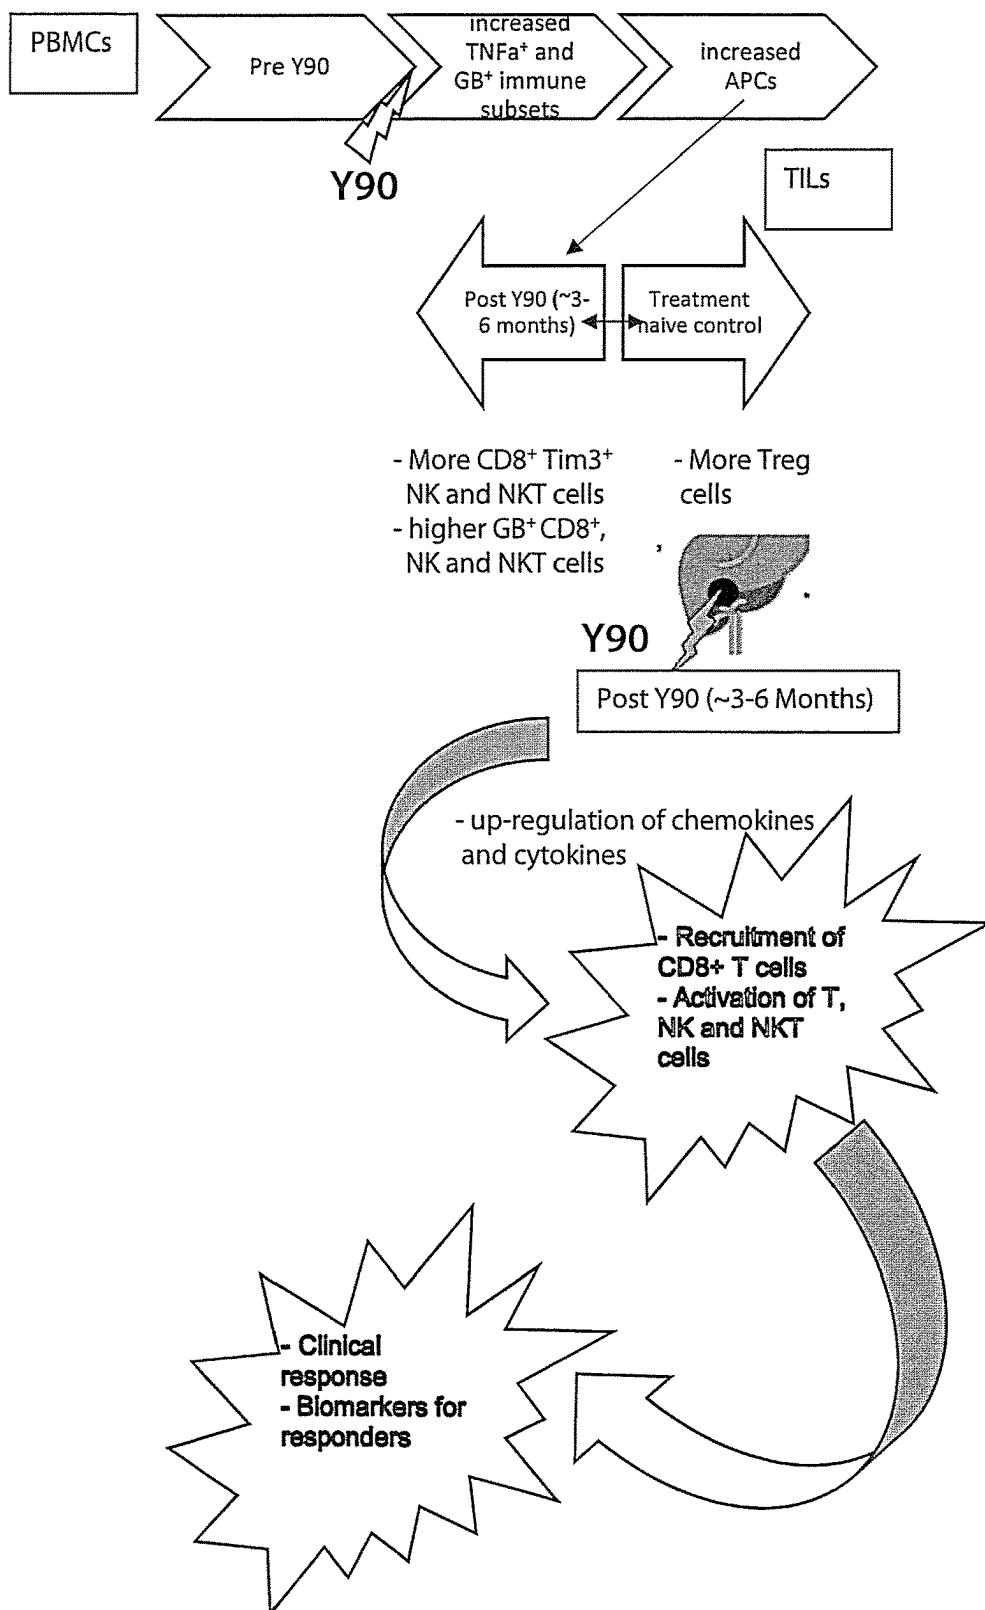 PBMCs
Pre Y90
increased
TNFa⁺ and
GB⁺ immune
subsets
increased
APCs
Y90
TILs
Post Y90 (~3-
6 months)
Treatment
naive control
- More CD8⁺ Tim3⁺
NK and NKT cells
- higher GB⁺ CD8⁺,
NK and NKT cells
- More Treg
cells
Y90
Post Y90 (~3-6 Months)
- up-regulation of chemokines
and cytokines
- Recruitment of
CD8+ T cells
- Activation of T,
NK and NKT
cells
- Clinical
response
- Biomarkers for
responders